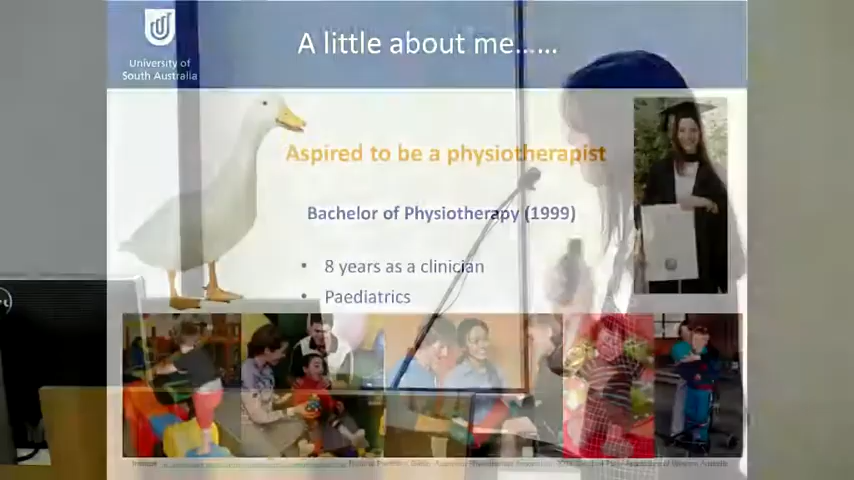 University of
South Australia
A little about me......
Aspired to be a physiotherapist
Bachelor of Physiotherapy (1999)
• 8 years as a clinician
• Paediatrics